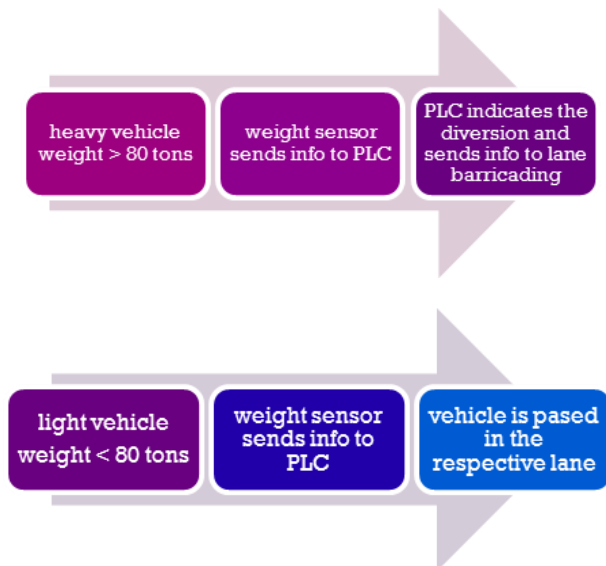 heavy vehicle
weight > 80 tons
weight sensor
sends info to PLC
PLC indicates the
diversion and
sends info to lane
barricading
light vehicle
weight < 80 tons
weight sensor
sends info to
PLC
vehicle is pased
in the
respective lane